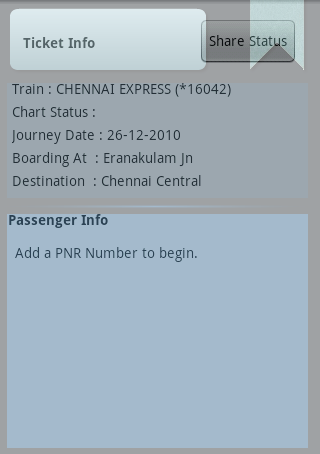 Ticket Info
Share Status
Train : CHENNAI EXPRESS (*16042)
Chart Status :
Journey Date : 26-12-2010
Boarding At : Eranakulam Jn
Destination : Chennai Central
Passenger Info
Add a PNR Number to begin.